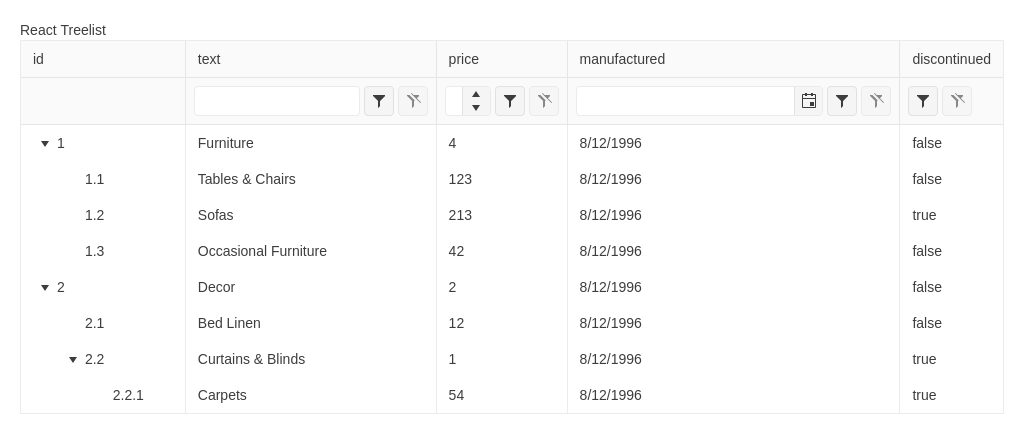 React Treelist
id text price manufactured discontinued
1 Furniture 4 8/12/1996 false
1.1 Tables & Chairs 123 8/12/1996 false
1.2 Sofas 213 8/12/1996 true
1.3 Occasional Furniture 42 8/12/1996 false
2 Decor 2 8/12/1996 false
2.1 Bed Linen 12 8/12/1996 false
2.2 Curtains & Blinds 1 8/12/1996 true
2.2.1 Carpets 54 8/12/1996 true